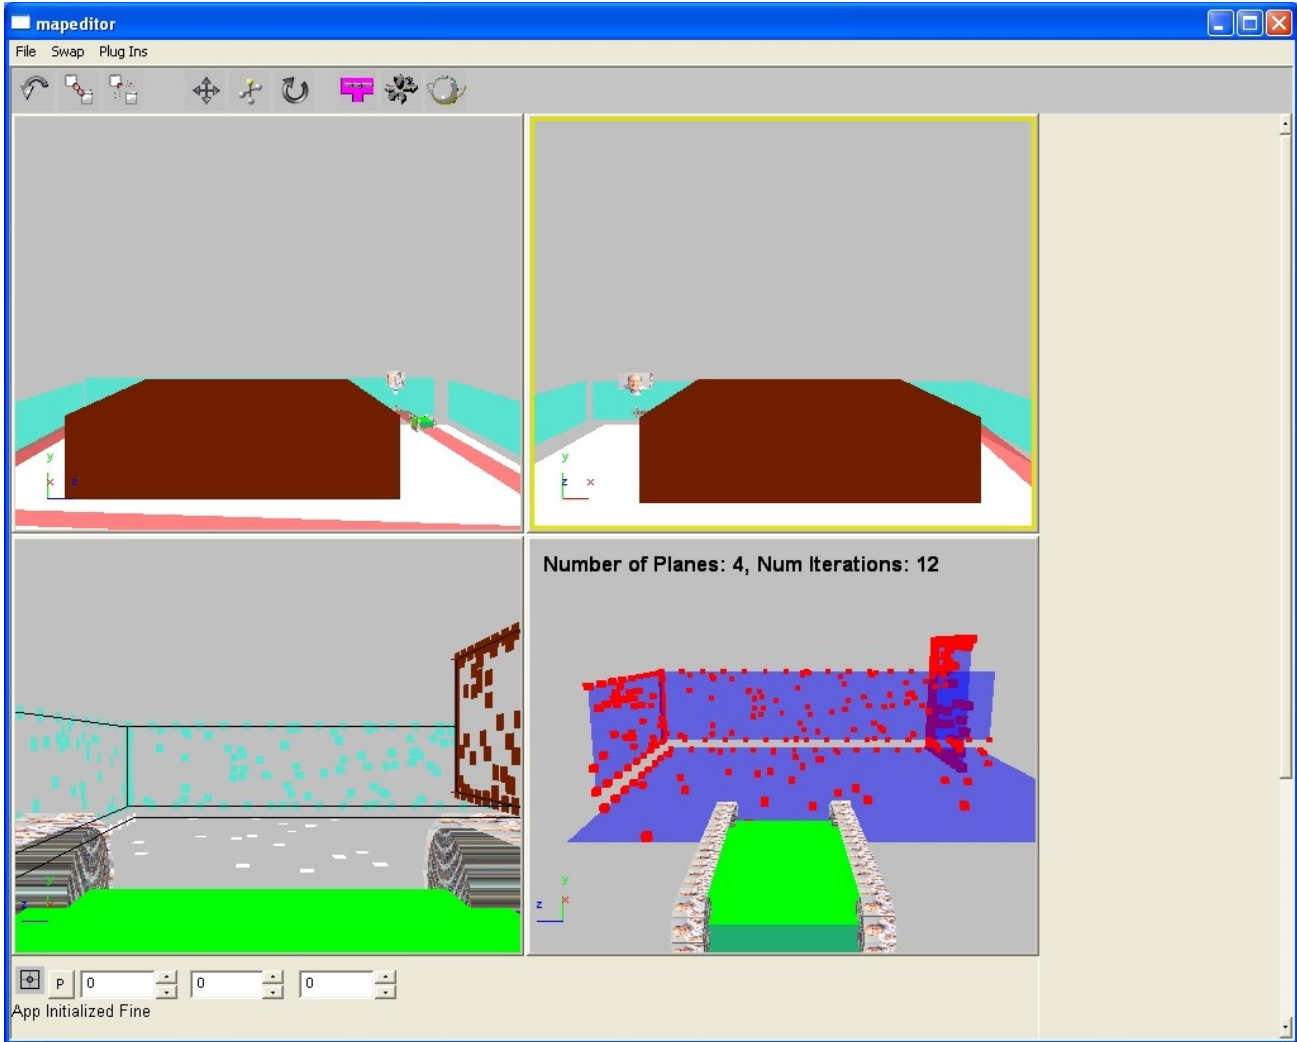 mapeditor
File Swap Plug Ins
y
x z
y
z x
Number of Planes: 4, Num Iterations: 12
y
z x
y
z x
P 0 0 0
App Initialized Fine